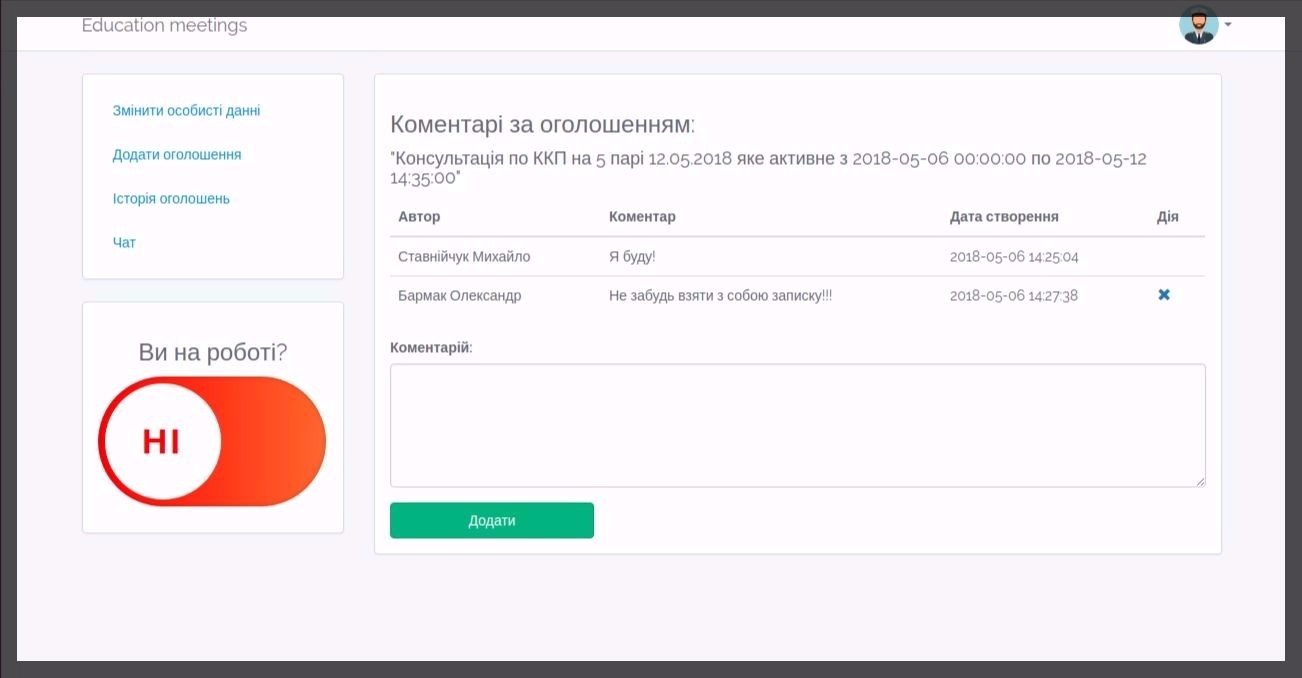 Education meetings
Змінити особисті данні
Додати оголошення
Історія оголошень
Чат
Ви на роботі?
НІ
Коментарі за оголошенням:
"Консультація по ККП на 5 парі 12.05.2018 яке активне з 2018-05-06 00:00:00 по 2018-05-12
14:35:00"
Автор Коментар Дата створення Дія
Ставнійчук Михайло Я буду! 2018-05-06 14:25:04
Бармак Олександр Не забудь взяти з собою записку!!! 2018-05-06 14:27:38
Коментарій:
Додати